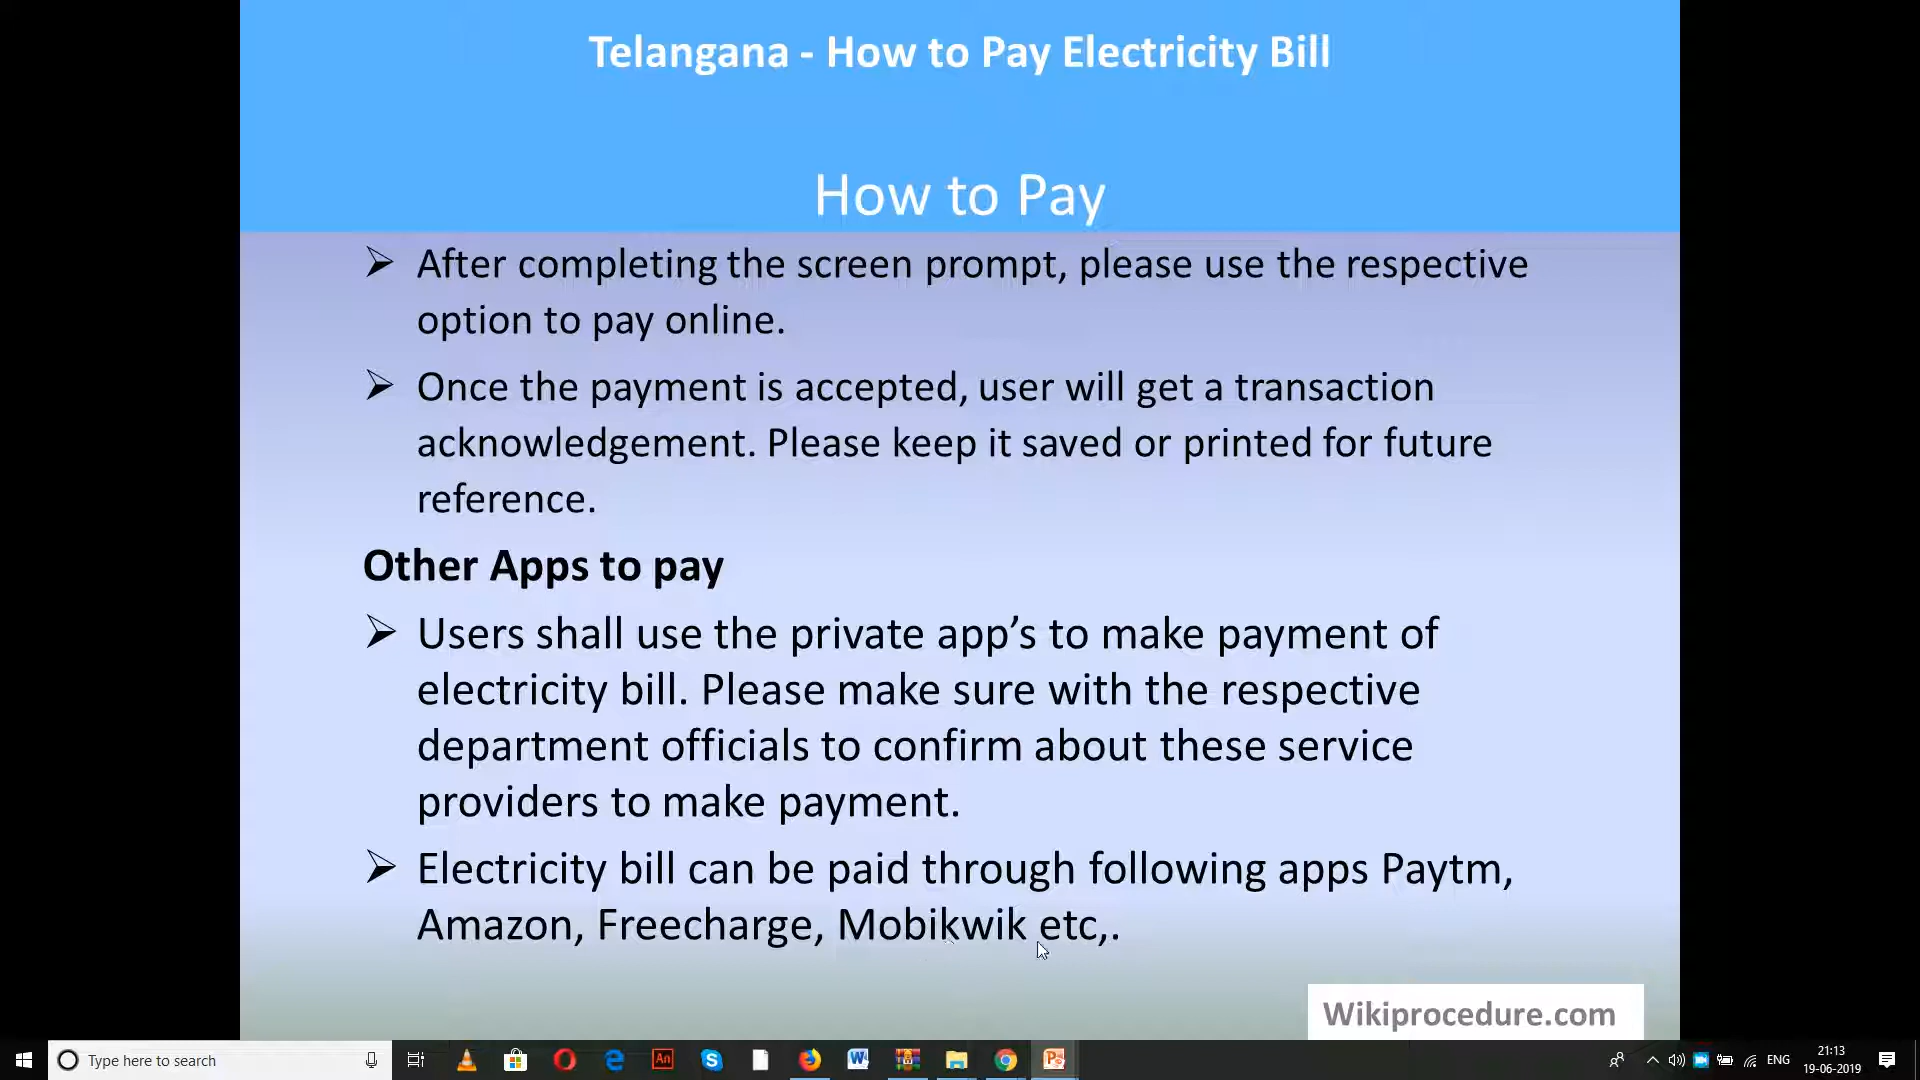 Telangana - How to Pay Electricity Bill
How to Pay
➢ After completing the screen prompt, please use the respective
option to pay online.
➢ Once the payment is accepted, user will get a transaction
acknowledgement. Please keep it saved or printed for future
reference.
Other Apps to pay
➢ Users shall use the private app’s to make payment of
electricity bill. Please make sure with the respective
department officials to confirm about these service
providers to make payment.
➢ Electricity bill can be paid through following apps Paytm,
Amazon, Freecharge, Mobikwik etc,.
Wikiprocedure.com
Type here to search
An
ENG
21:13
19-06-2019